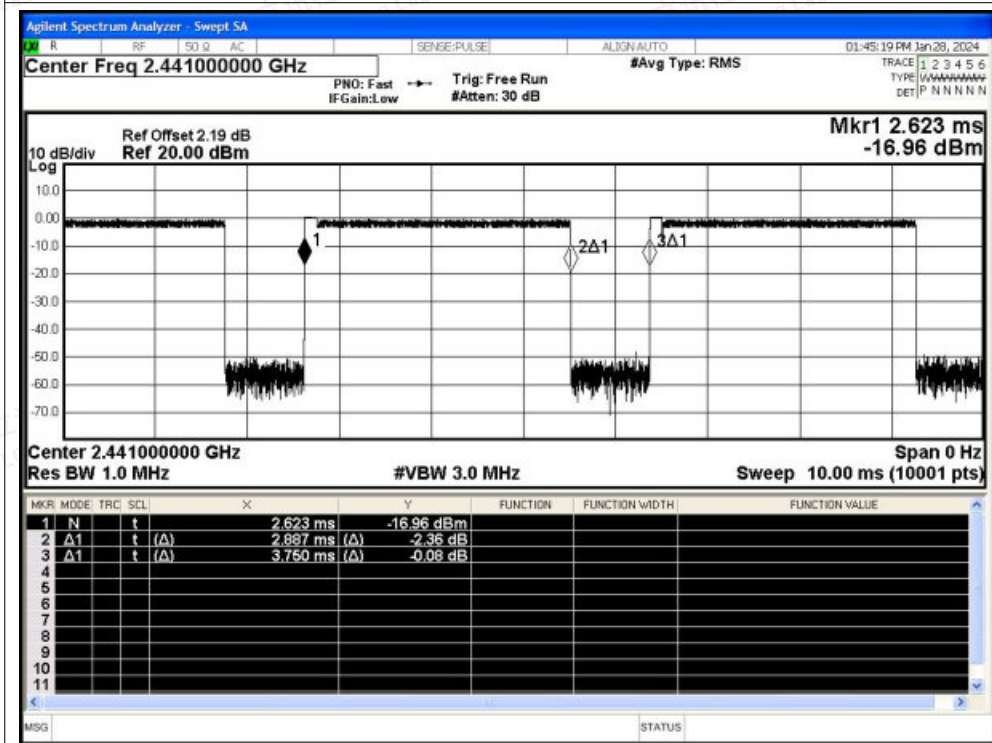 Agilent Spectrum Analyzer - Swept SA
R RF 50 Ω AC SENSE:PULSE ALIGN AUTO 01:45:19 PM Jan 28, 2024
Center Freq 2.441000000 GHz #Avg Type: RMS TRACE 1 2 3 4 5 6
PNO: Fast Trig: Free Run TYPE
IFGain:Low #Atten: 30 dB DET P N N N N N
Mkr1 2.623 ms
Ref Offset 2.19 dB
10 dB/div Ref 20.00 dBm -16.96 dBm
Log
10.0
0.00
1 2Δ1 3Δ1
-10.0
-20.0
-30.0
-40.0
-50.0
-60.0
-70.0
Center 2.441000000 GHz Span 0 Hz
Res BW 1.0 MHz #VBW 3.0 MHz Sweep 10.00 ms (10001 pts)
MKR MODE TRC SCL X Y FUNCTION FUNCTION WIDTH FUNCTION VALUE
1 N t 2.623 ms -16.96 dBm
2 Δ1 t (Δ) 2.887 ms (Δ) -2.36 dB
3 Δ1 t (Δ) 3.750 ms (Δ) -0.08 dB
4
5
6
7
8
9
10
11
MSG STATUS